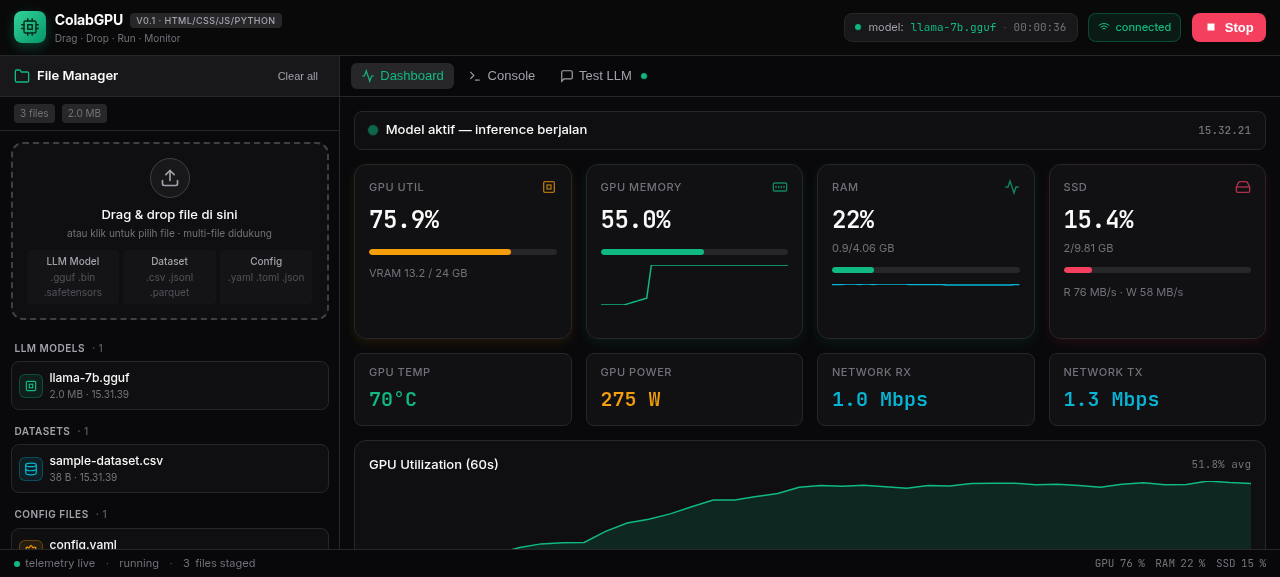 ColabGPU V0.1 · HTML/CSS/JS/PYTHON
Drag · Drop · Run · Monitor
model: llama-7b.gguf · 00:00:36
connected
Stop
File Manager
Clear all
3 files 2.0 MB
Drag & drop file di sini
atau klik untuk pilih file · multi-file didukung
LLM Model
.gguf .bin
.safetensors
Dataset
.csv .jsonl
.parquet
Config
.yaml .toml .json
LLM MODELS · 1
llama-7b.gguf
2.0 MB · 15.31.39
DATASETS · 1
sample-dataset.csv
38 B · 15.31.39
CONFIG FILES · 1
config.yaml
Dashboard Console Test LLM
Model aktif — inference berjalan
15.32.21
GPU UTIL
75.9%
VRAM 13.2 / 24 GB
GPU MEMORY
55.0%
RAM
22%
0.9/4.06 GB
SSD
15.4%
2/9.81 GB
R 76 MB/s · W 58 MB/s
GPU TEMP
70°C
GPU POWER
275 W
NETWORK RX
1.0 Mbps
NETWORK TX
1.3 Mbps
GPU Utilization (60s)
51.8% avg
telemetry live · running · 3 files staged
GPU 76 % RAM 22 % SSD 15 %